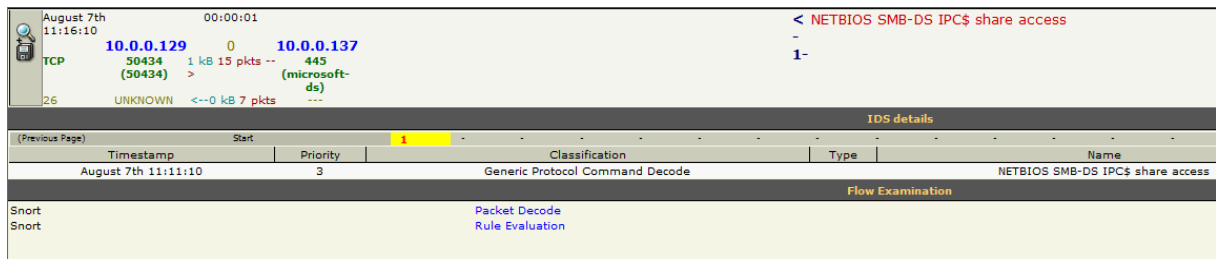 August 7th 00:00:01 < NETBIOS SMB-DS IPC$ share access
11:16:10 -
10.0.0.129 0 10.0.0.137 1-
TCP 50434 1 kB 15 pkts -- 445
(50434) > (microsoft-
ds)
26 UNKNOWN <--0 kB 7 pkts ---
IDS details
(Previous Page) Start 1 - - - - - - - - - -
Timestamp Priority Classification Type Name
August 7th 11:11:10 3 Generic Protocol Command Decode NETBIOS SMB-DS IPC$ share access
Flow Examination
Snort Packet Decode
Snort Rule Evaluation